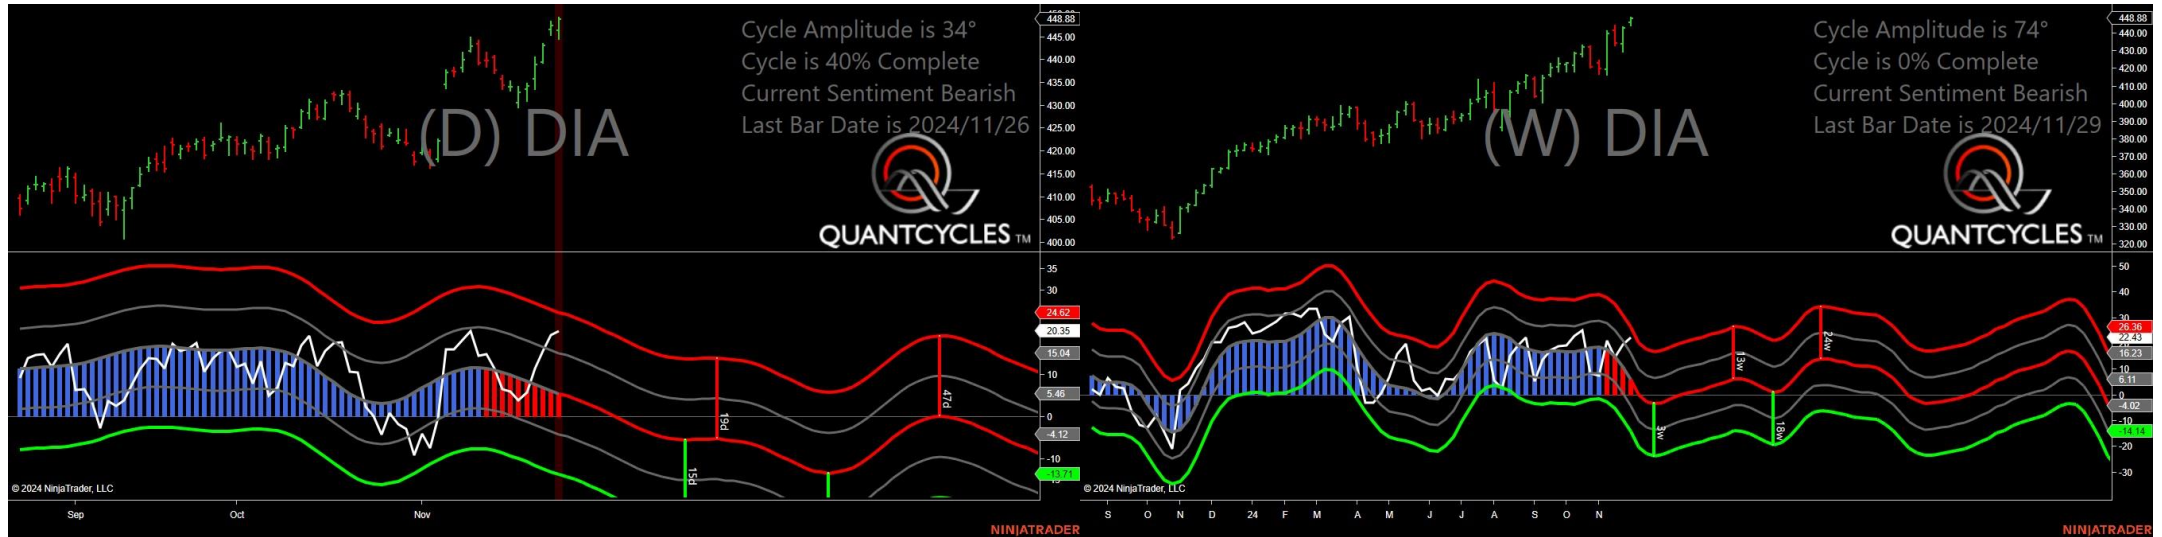 Cycle Amplitude is 34°
Cycle is 40% Complete
Current Sentiment Bearish
Last Bar Date is 2024/11/26
(D) DIA
QUANTCYCLES TM
448.88
445.00
440.00
435.00
430.00
425.00
420.00
415.00
410.00
405.00
400.00
35
30
24.62
20.35
15.04
10
5.46
0
-4.12
-10
-13.71
15d
19d
47d
© 2024 NinjaTrader, LLC
Sep Oct Nov
NINJATRADER
Cycle Amplitude is 74°
Cycle is 0% Complete
Current Sentiment Bearish
Last Bar Date is 2024/11/29
(W) DIA
QUANTCYCLES TM
448.88
440.00
430.00
420.00
410.00
400.00
390.00
380.00
370.00
360.00
350.00
340.00
330.00
320.00
50
40
26.36
22.43
16.23
10
6.11
0
-4.02
-10
-14.14
-20
-30
3w
13w
18w
24w
© 2024 NinjaTrader, LLC
S O N D 24 F M A M J J A S O N
NINJATRADER